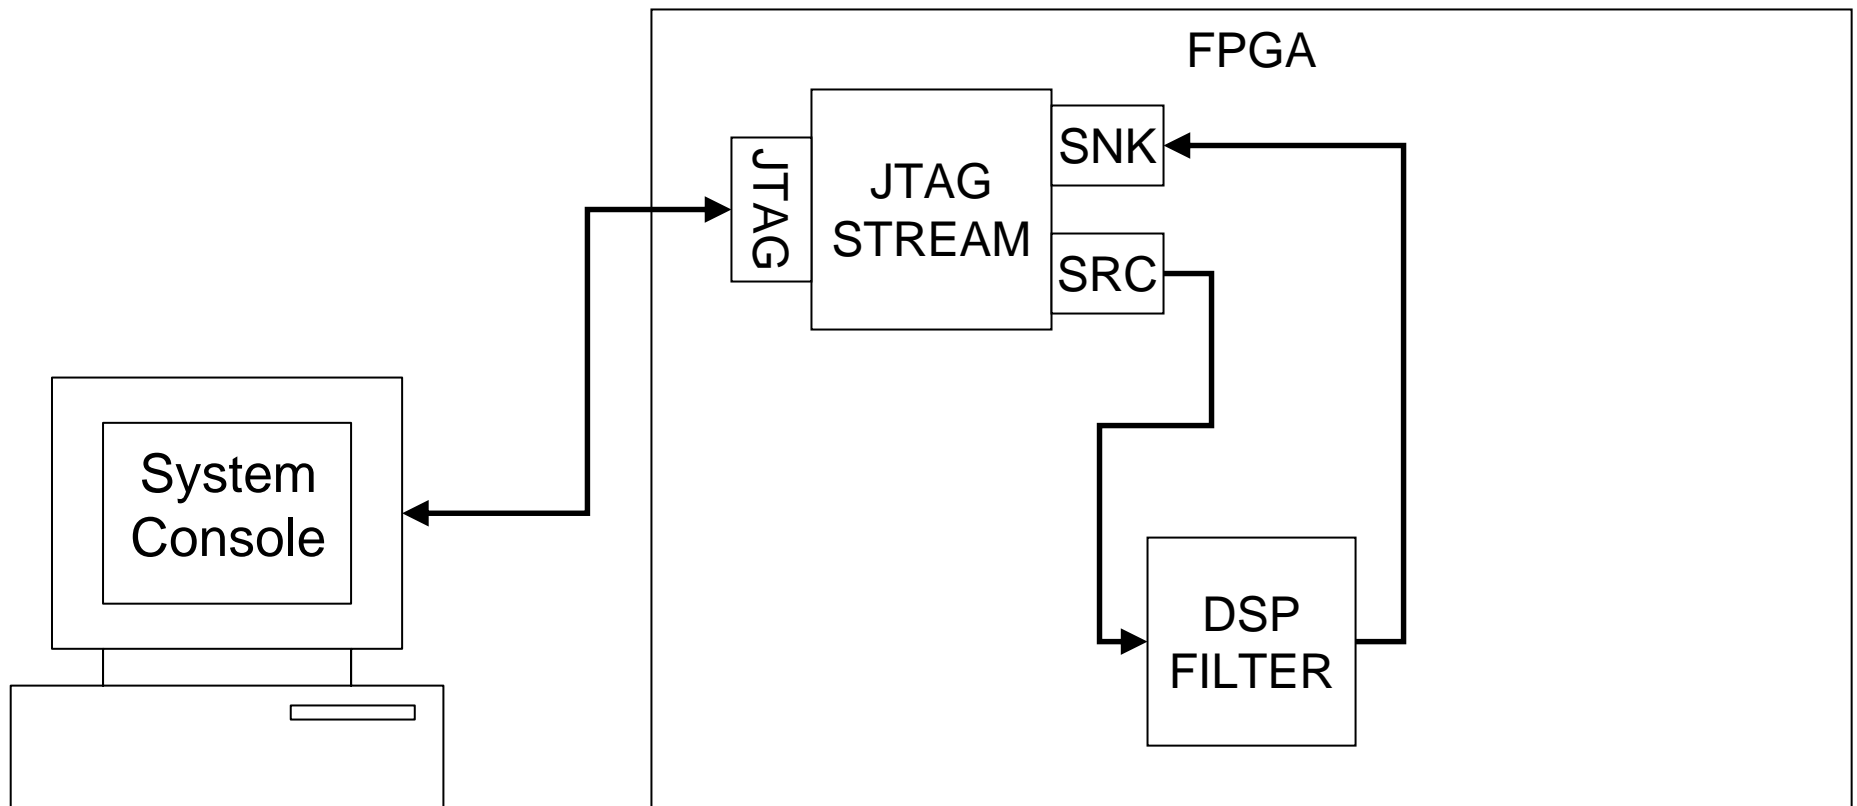 FPGA
JTAG
JTAG
STREAM
SNK
SRC
System
Console
DSP
FILTER